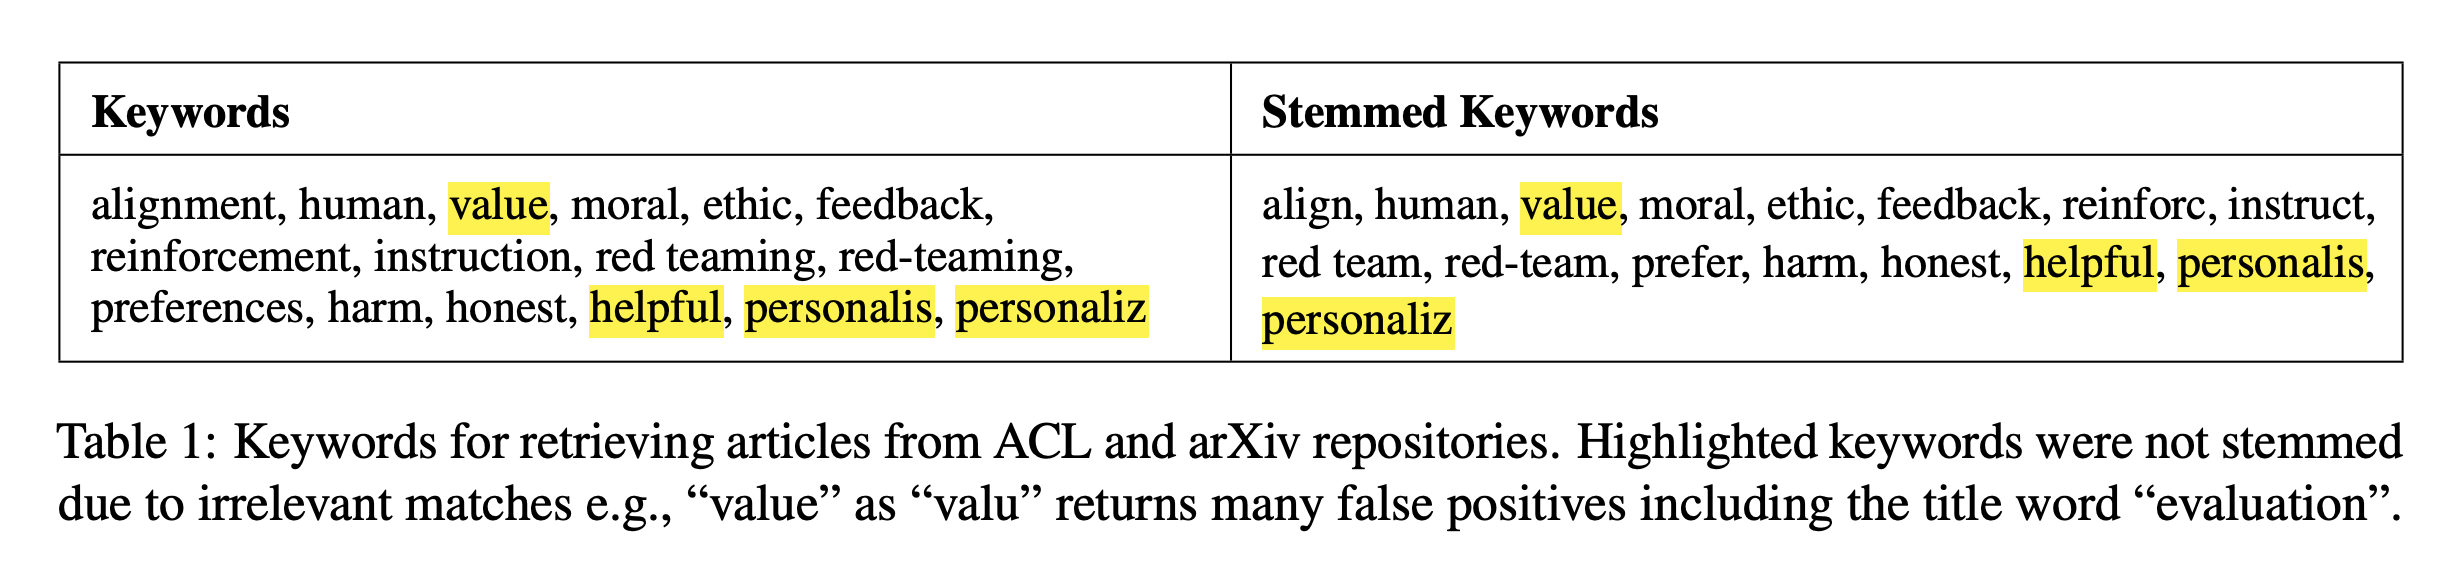 Keywords
Stemmed Keywords
alignment, human, value, moral, ethic, feedback,
reinforcement, instruction, red teaming, red-teaming,
preferences, harm, honest, helpful, personalis, personaliz
align, human, value, moral, ethic, feedback, reinforc, instruct,
red team, red-team, prefer, harm, honest, helpful, personalis,
personaliz
Table 1: Keywords for retrieving articles from ACL and arXiv repositories. Highlighted keywords were not stemmed
due to irrelevant matches e.g., “value” as “valu” returns many false positives including the title word “evaluation”.